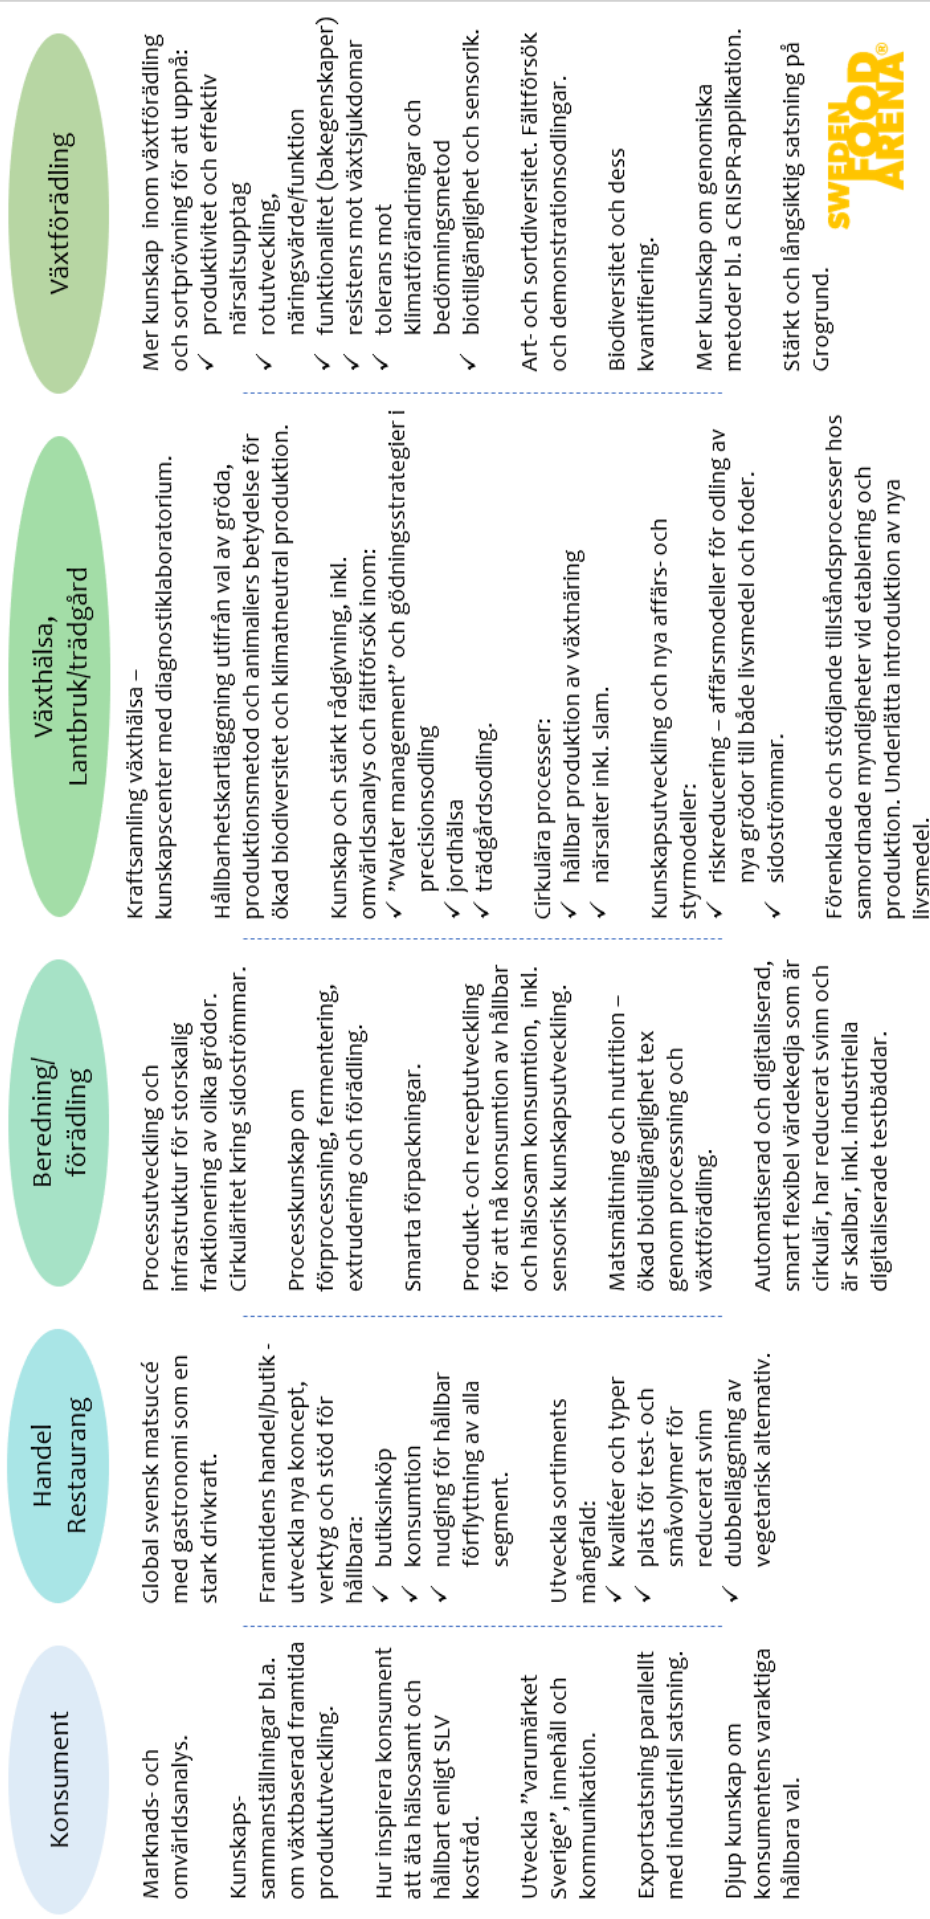 Konsument
Marknads- och
omvärldsanalys.
Kunskaps-
sammanställningar bl.a.
om växtbaserad framtida
produktutveckling.
Hur inspirera konsument
att äta hälsosamt och
hållbart enligt SLV
kostråd.
Utveckla ”varumärket
Sverige”, innehåll och
kommunikation.
Exportsatsning parallellt
med industriell satsning.
Djup kunskap om
konsumentens varaktiga
hållbara val.
Handel
Restaurang
Global svensk matsuccé
med gastronomi som en
stark drivkraft.
Framtidens handel/butik -
utveckla nya koncept,
verktyg och stöd för
hållbara:
✓ butiksinköp
✓ konsumtion
✓ nudging för hållbar
förflyttning av alla
segment.
Utveckla sortiments
mångfald:
✓ kvalitéer och typer
✓ plats för test- och
småvolymer för
reducerat svinn
✓ dubbelläggning av
vegetarisk alternativ.
Beredning/
förädling
Processutveckling och
infrastruktur för storskalig
fraktionering av olika grödor.
Cirkuläritet kring sidoströmmar.
Processkunskap om
förprocessning, fermentering,
extrudering och förädling.
Smarta förpackningar.
Produkt- och receptutveckling
för att nå konsumtion av hållbar
och hälsosam konsumtion, inkl.
sensorisk kunskapsutveckling.
Matsmältning och nutrition –
ökad biotillgänglighet tex
genom processning och
växtförädling.
Automatiserad och digitaliserad,
smart flexibel värdekedja som är
cirkulär, har reducerat svinn och
är skalbar, inkl. industriella
digitaliserade testbäddar.
Växthälsa,
Lantbruk/trädgård
Kraftsamling växthälsa –
kunskapscenter med diagnostiklaboratorium.
Hållbarhetskartläggning utifrån val av gröda,
produktionsmetod och animaliers betydelse för
ökad biodiversitet och klimatneutral produktion.
Kunskap och stärkt rådgivning, inkl.
omvärldsanalys och fältförsök inom:
✓ ”Water management” och gödningsstrategier i
precisionsodling
✓ jordhälsa
✓ trädgårdsodling.
Cirkulära processer:
✓ hållbar produktion av växtnäring
✓ närsalter inkl. slam.
Kunskapsutveckling och nya affärs- och
styrmodeller:
✓ riskreducering – affärsmodeller för odling av
nya grödor till både livsmedel och foder.
✓ sidoströmmar.
Förenklade och stödjande tillståndsprocesser hos
samordnade myndigheter vid etablering och
produktion. Underlätta introduktion av nya
livsmedel.
Växtförädling
Mer kunskap inom växtförädling
och sortprövning för att uppnå:
✓ produktivitet och effektiv
närsaltsupptag
✓ rotutveckling,
näringsvärde/funktion
✓ funktionalitet (bakegenskaper)
✓ resistens mot växtsjukdomar
✓ tolerans mot
klimatförändringar och
bedömningsmetod
✓ biotillgänglighet och sensorik.
Art- och sortdiversitet. Fältförsök
och demonstrationsodlingar.
Biodiversitet och dess
kvantifiering.
Mer kunskap om genomiska
metoder bl. a CRISPR-applikation.
Stärkt och långsiktig satsning på
Grogrund.
SWEDEN
FOOD
ARENA®